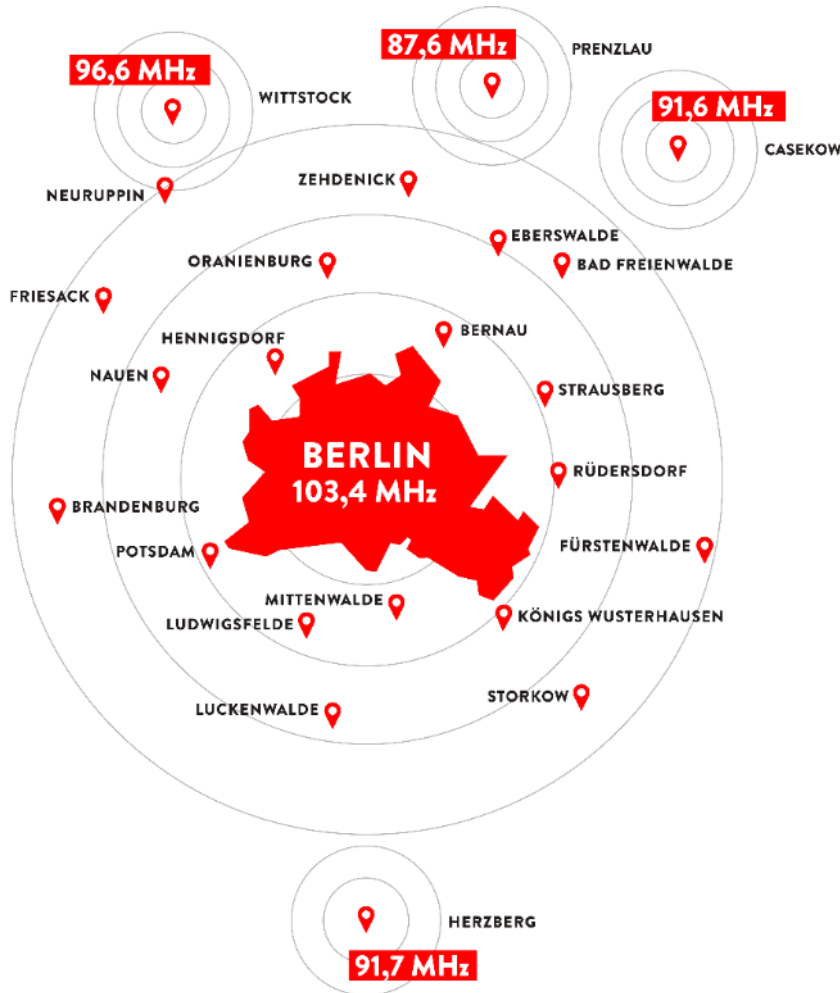 87,6 MHz
PRENZLAU
96,6 MHz
WITTSTOCK
91,6 MHz
CASEKOW
NEURUPPIN
ZEHDENICK
EBERSWALDE
ORANIENBURG
BAD FREIENWALDE
FRIESACK
HENNIGSDORF
BERNAU
NAUEN
STRAUSBERG
BERLIN
103,4 MHz
RÜDERSDORF
BRANDENBURG
POTSDAM
FÜRSTENWALDE
MITTENWALDE
LUDWIGSFELDE
KÖNIGS WUSTERHAUSEN
STORKOW
LUCKENWALDE
HERZBERG
91,7 MHz